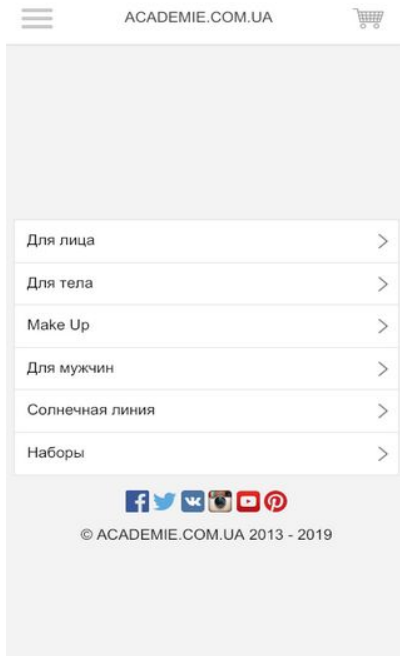 ACADEMIE.COM.UA
Для лица
Для тела
Make Up
Для мужчин
Солнечная линия
Наборы
© ACADEMIE.COM.UA 2013 - 2019